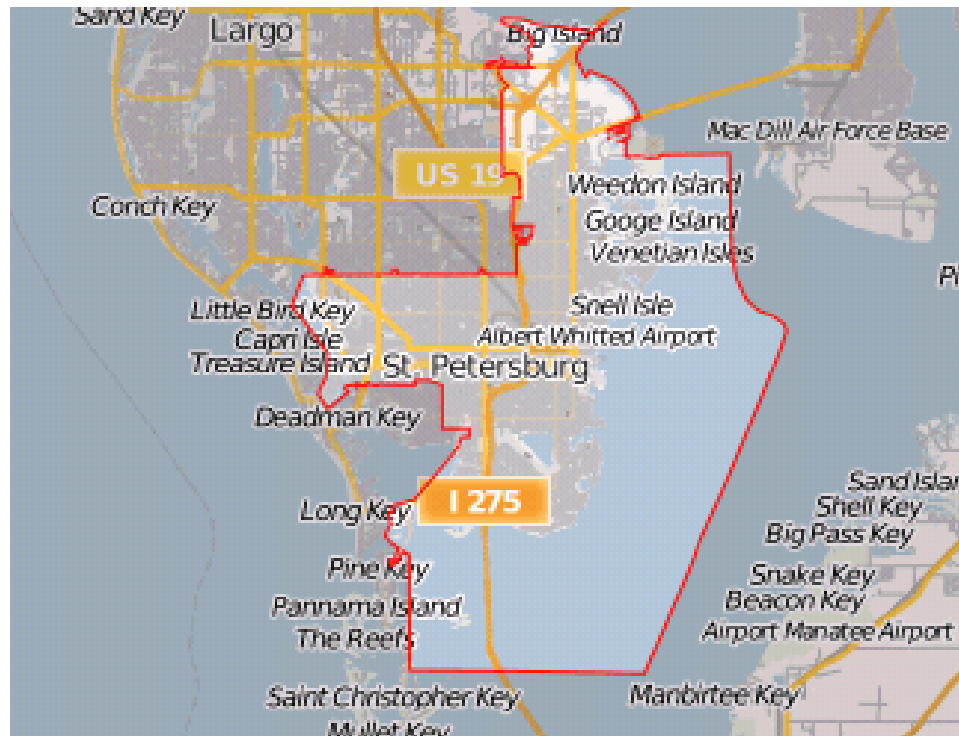 Sand Key
Largo
Big Island
Mac Dill Air Force Base
US 19
Weedon Island
Conch Key
Googe Island
Venetian Isles
Little Bird Key
Snell Isle
Capri Isle
Albert Whitted Airport
Treasure Island
St. Petersburg
Deadman Key
Sand Islan
I 275
Long Key
Shell Key
Big Pass Key
Pine Key
Snake Key
Beacon Key
Pannama Island
Airport Manatee Airport
The Reefs
Saint Christopher Key
Manbirtee Key
Mullet Key